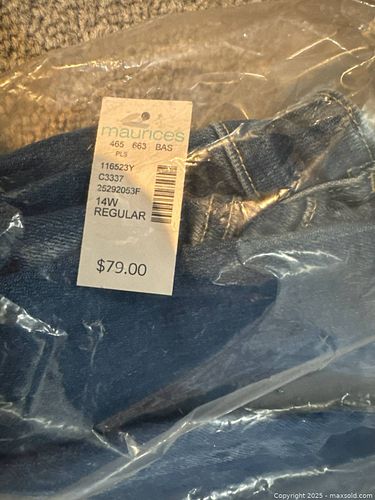 maurices
465 663 BAS
PLS
116523Y
C3337
25292053F
14W
REGULAR
$79.00
Copyright 2025 - maxsold.com